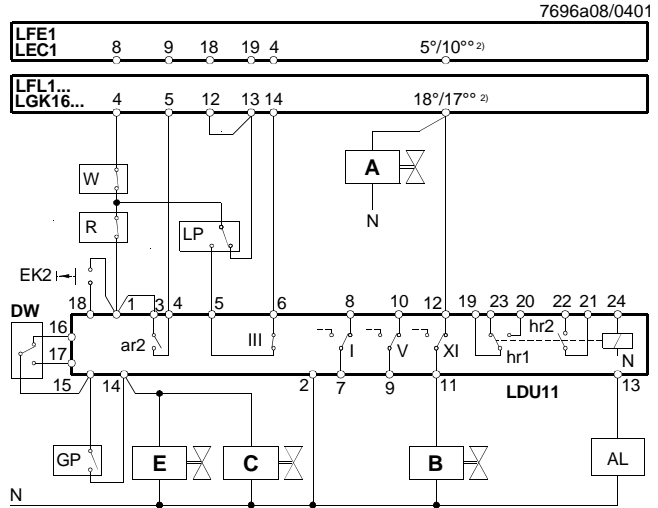 7696a08/0401
LFE1
LEC1
8 9 18 19 4 5°/10°° 2)
LFL1...
LGK16...
4 5 12 13 14 18°/17°° 2)
W
A
N
R
LP
EK2
18 1 3 4 5 6 8 10 12 19 23 20 22 21 24
DW
16
17
ar2
III
I
V
XI
hr2
hr1
N
15 14 2 7 9 11 LDU11 13
GP
E
C
B
AL
N